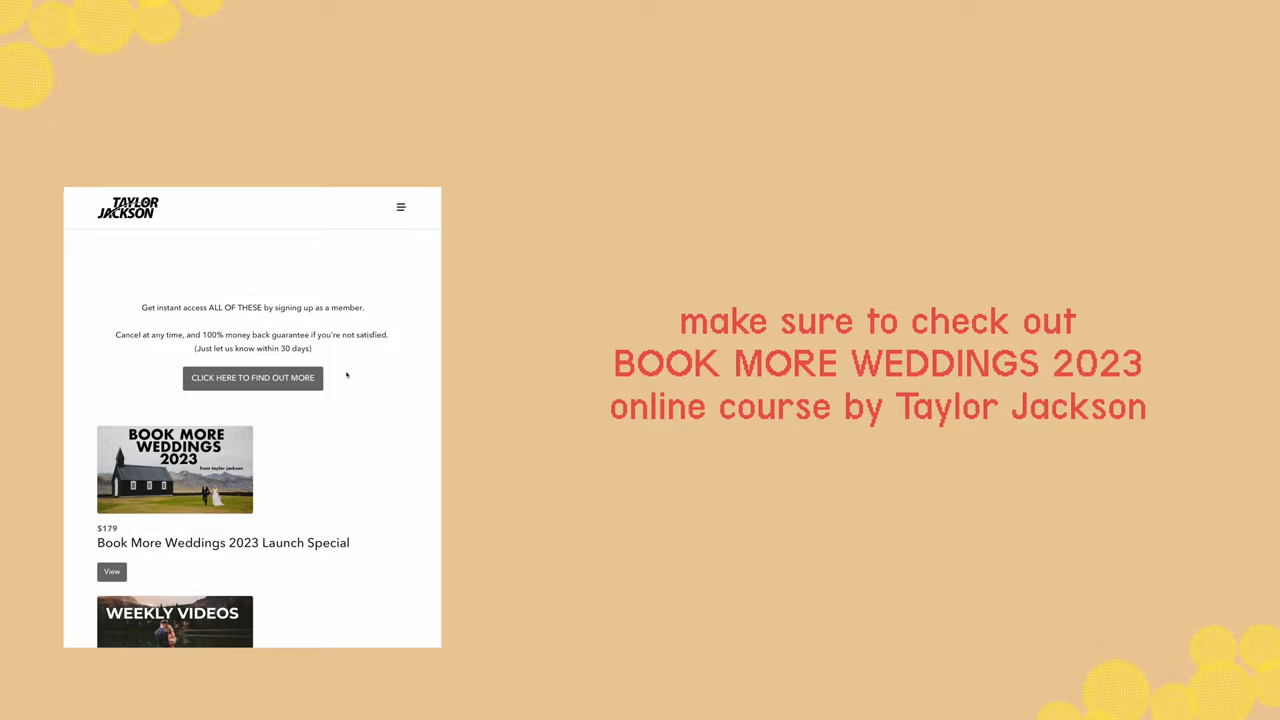 TAYLOR
JACKSON
Get instant access ALL OF THESE by signing up as a member.
Cancel at any time, and 100% money back guarantee if you're not satisfied.
(Just let us know within 30 days)
CLICK HERE TO FIND OUT MORE
BOOK MORE
WEDDINGS
2023
from taylor jackson
$179
Book More Weddings 2023 Launch Special
View
WEEKLY VIDEOS
make sure to check out
BOOK MORE WEDDINGS 2023
online course by Taylor Jackson